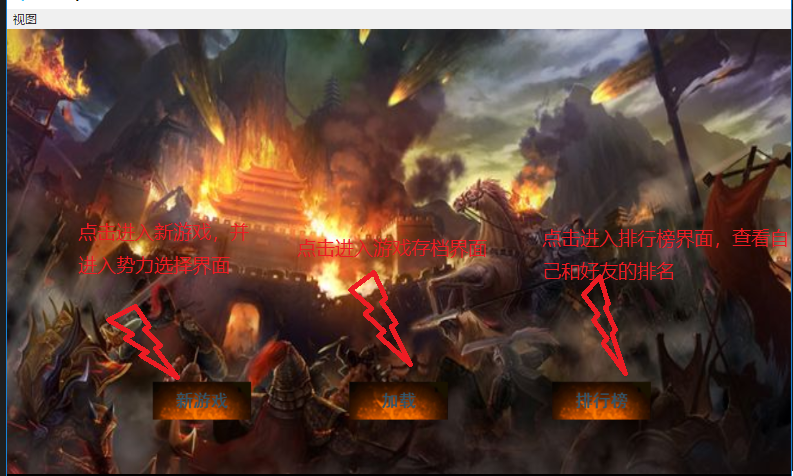 视图
点击进入新游戏，并
进入势力选择界面
点击进入游戏存档界面
点击进入排行榜界面，查看自
己和好友的排名
新游戏
加载
排行榜